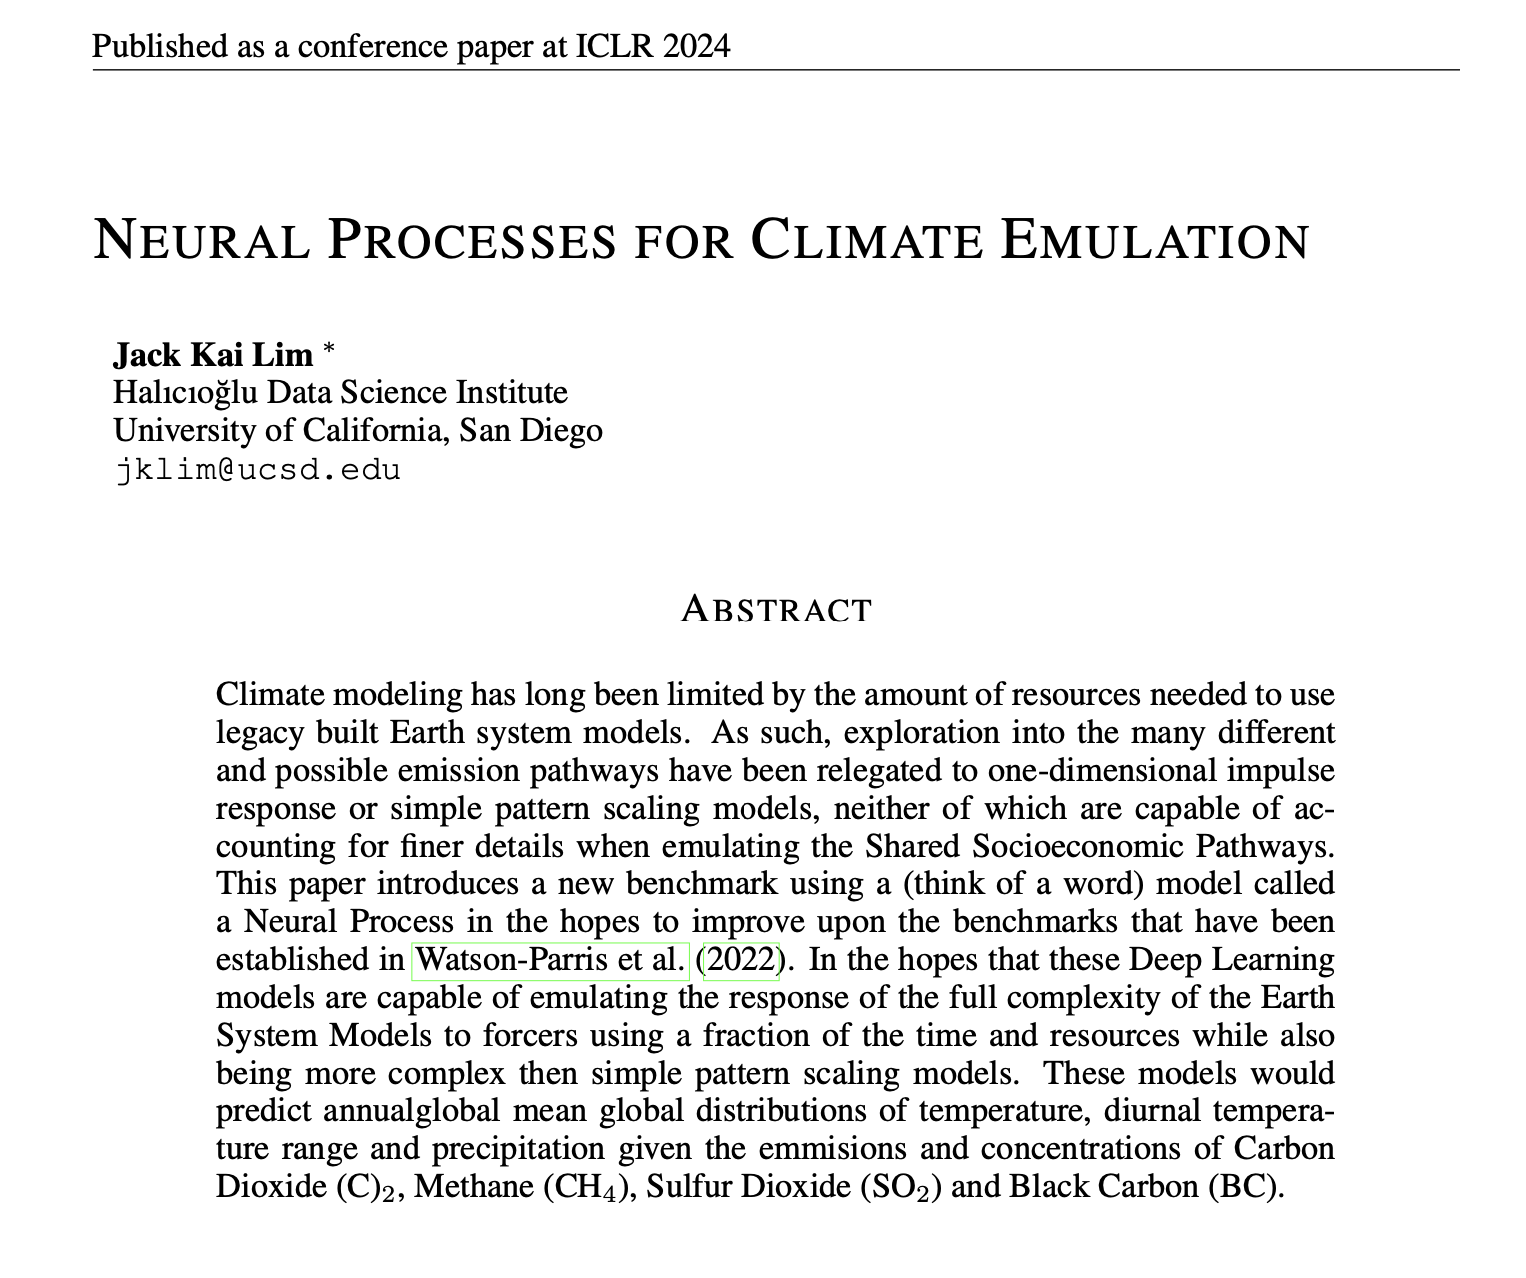 Published as a conference paper at ICLR 2024
NEURAL PROCESSES FOR CLIMATE EMULATION
Jack Kai Lim *
Halıcıoğlu Data Science Institute
University of California, San Diego
jklim@ucsd.edu
ABSTRACT
Climate modeling has long been limited by the amount of resources needed to use
legacy built Earth system models. As such, exploration into the many different
and possible emission pathways have been relegated to one-dimensional impulse
response or simple pattern scaling models, neither of which are capable of ac-
counting for finer details when emulating the Shared Socioeconomic Pathways.
This paper introduces a new benchmark using a (think of a word) model called
a Neural Process in the hopes to improve upon the benchmarks that have been
established in Watson-Parris et al. (2022). In the hopes that these Deep Learning
models are capable of emulating the response of the full complexity of the Earth
System Models to forcers using a fraction of the time and resources while also
being more complex then simple pattern scaling models. These models would
predict annualglobal mean global distributions of temperature, diurnal tempera-
ture range and precipitation given the emmisions and concentrations of Carbon
Dioxide (C)₂, Methane (CH₄), Sulfur Dioxide (SO₂) and Black Carbon (BC).